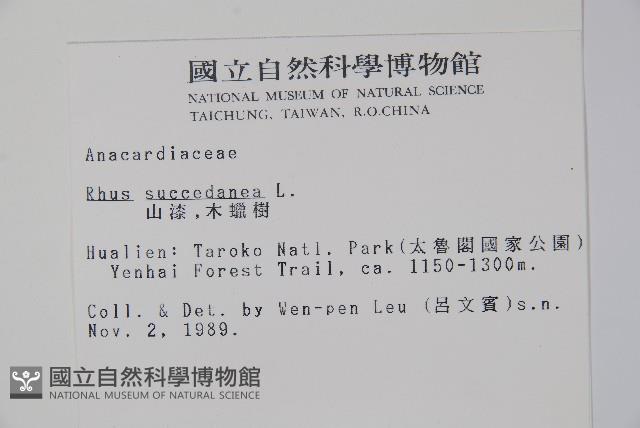 國立自然科學博物館
NATIONAL MUSEUM OF NATURAL SCIENCE
TAICHUNG, TAIWAN, R.O.CHINA
Anacardiaceae
Rhus succedanea L.
山漆,木蠟樹
Hualien: Taroko Natl. Park(太魯閣國家公園)
Yenhai Forest Trail, ca. 1150-1300m.
Coll. & Det. by Wen-pen Leu (呂文賓)s.n.
Nov. 2, 1989.
國立自然科學博物館
NATIONAL MUSEUM OF NATURAL SCIENCE